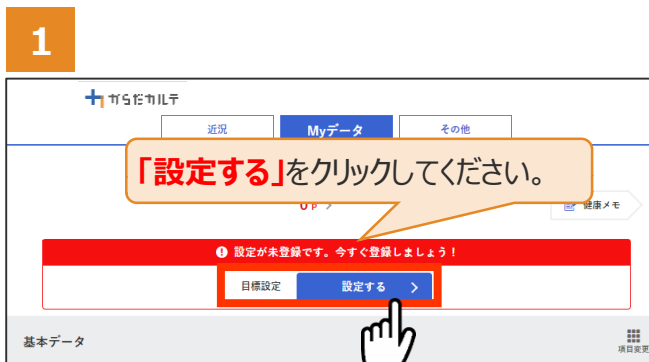 1
からだカルテ
近況
Myデータ
その他
「設定する」をクリックしてください。
0 P >
健康メモ
設定が未登録です。今すぐ登録しましょう！
目標設定
設定する >
基本データ
項目変更